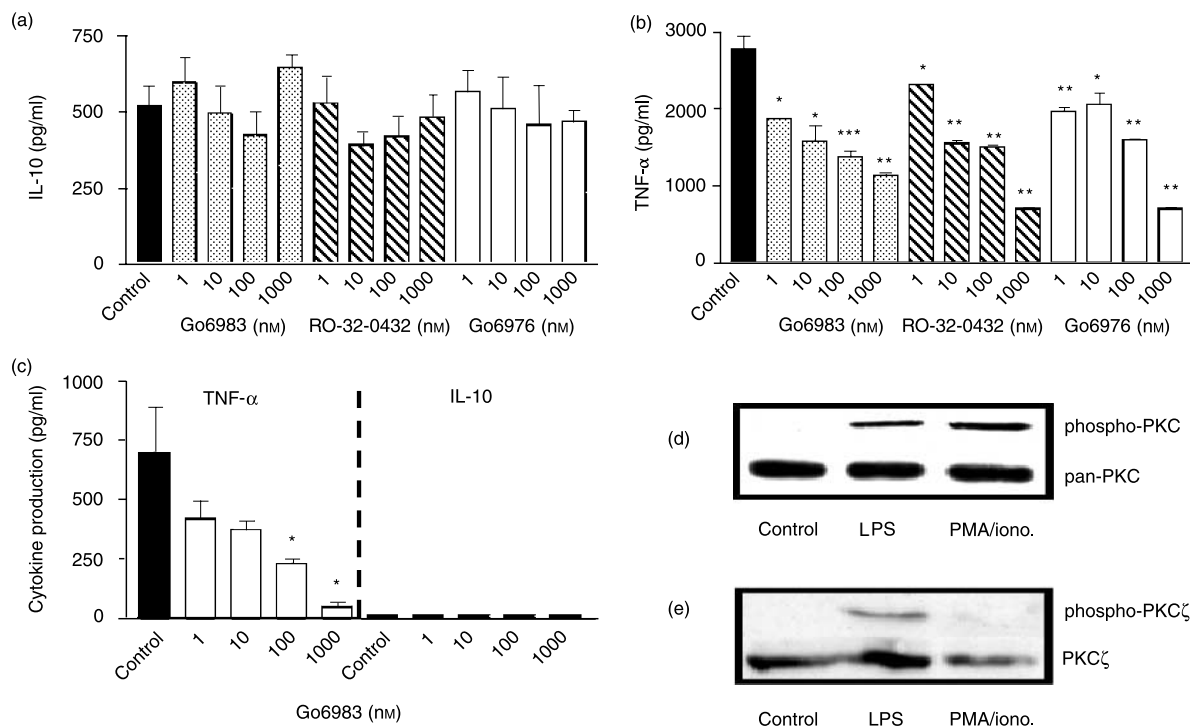 (a)
750
500
250
0
IL-10 (pg/ml)
Control
1
10
100
1000
1
10
100
1000
1
10
100
1000
Go6983 (nM)
RO-32-0432 (nM)
Go6976 (nM)
(b)
3000
2000
1000
0
TNF-α (pg/ml)
*
*
***
**
*
**
**
**
**
*
**
**
Control
1
10
100
1000
1
10
100
1000
1
10
100
1000
Go6983 (nM)
RO-32-0432 (nM)
Go6976 (nM)
(c)
1000
750
500
250
0
Cytokine production (pg/ml)
TNF-α
IL-10
*
*
Control
1
10
100
1000
Control
1
10
100
1000
Go6983 (nM)
(d)
phospho-PKC
pan-PKC
Control
LPS
PMA/iono.
(e)
phospho-PKCζ
PKCζ
Control
LPS
PMA/iono.